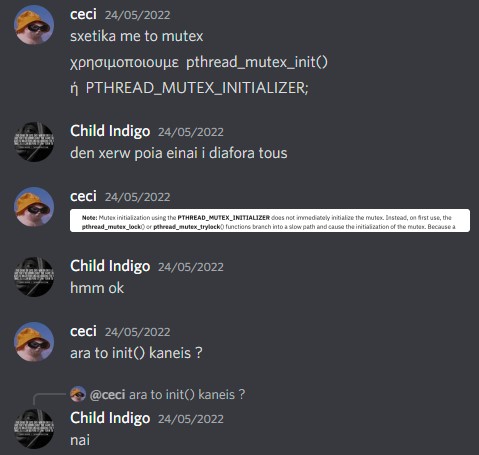 ceci 24/05/2022
sxetika me to mutex
χρησιμοποιουμε pthread_mutex_init()
ή PTHREAD_MUTEX_INITIALIZER;
Child Indigo 24/05/2022
den xerw poia einai i diafora tous
ceci 24/05/2022
Note: Mutex initialization using the PTHREAD_MUTEX_INITIALIZER does not immediately initialize the mutex. Instead, on first use, the
pthread_mutex_lock() or pthread_mutex_trylock() functions branch into a slow path and cause the initialization of the mutex. Because a
Child Indigo 24/05/2022
hmm ok
ceci 24/05/2022
ara to init() kaneis ?
@ceci ara to init() kaneis ?
Child Indigo 24/05/2022
nai